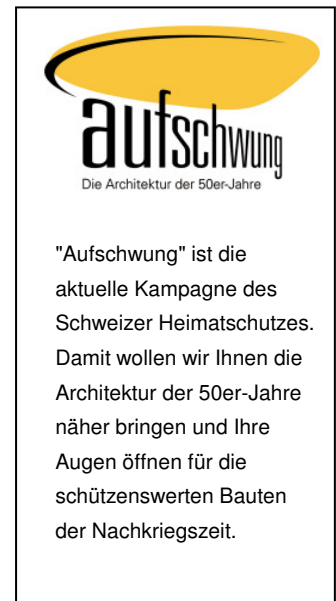 aufschwung
Die Architektur der 50er-Jahre
"Aufschwung" ist die
aktuelle Kampagne des
Schweizer Heimatschutzes.
Damit wollen wir Ihnen die
Architektur der 50er-Jahre
näher bringen und Ihre
Augen öffnen für die
schützenswerten Bauten
der Nachkriegszeit.